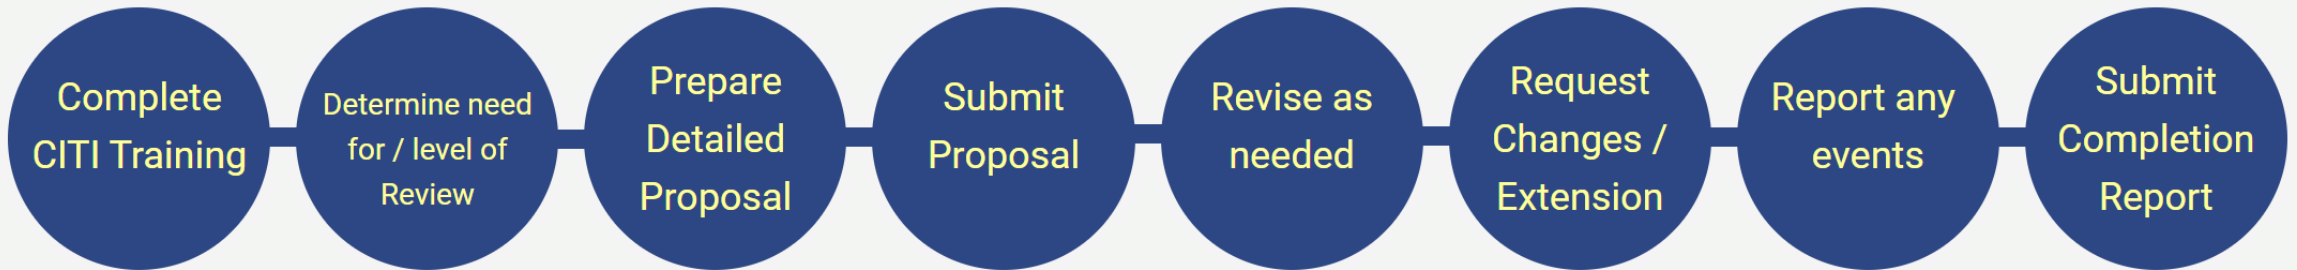 Complete
CITI Training
Determine need
for / level of
Review
Prepare
Detailed
Proposal
Submit
Proposal
Revise as
needed
Request
Changes /
Extension
Report any
events
Submit
Completion
Report